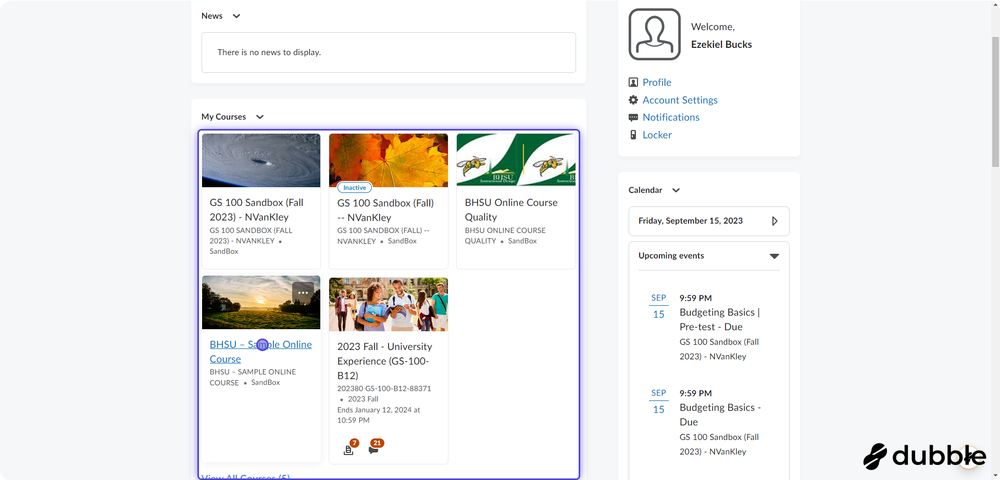 News
There is no news to display.
My Courses
BHSU
Instructional Design
Inactive
GS 100 Sandbox (Fall
2023) - NVanKley
GS 100 SANDBOX (FALL
2023) - NVANKLEY •
SandBox
GS 100 Sandbox (Fall)
-- NVanKley
GS 100 SANDBOX (FALL) --
NVANKLEY • SandBox
BHSU Online Course
Quality
BHSU ONLINE COURSE
QUALITY • SandBox
BHSU – Sample Online
Course
BHSU – SAMPLE ONLINE
COURSE • SandBox
2023 Fall - University
Experience (GS-100-
B12)
202380 GS-100-B12-88371
• 2023 Fall
Ends January 12, 2024 at
10:59 PM
7
21
View All Courses (5)
Welcome,
Ezekiel Bucks
Profile
Account Settings
Notifications
Locker
Calendar
Friday, September 15, 2023
Upcoming events
SEP
15
9:59 PM
Budgeting Basics |
Pre-test - Due
GS 100 Sandbox (Fall
2023) - NVanKley
SEP
15
9:59 PM
Budgeting Basics -
Due
GS 100 Sandbox (Fall
2023) - NVanKley
dubble